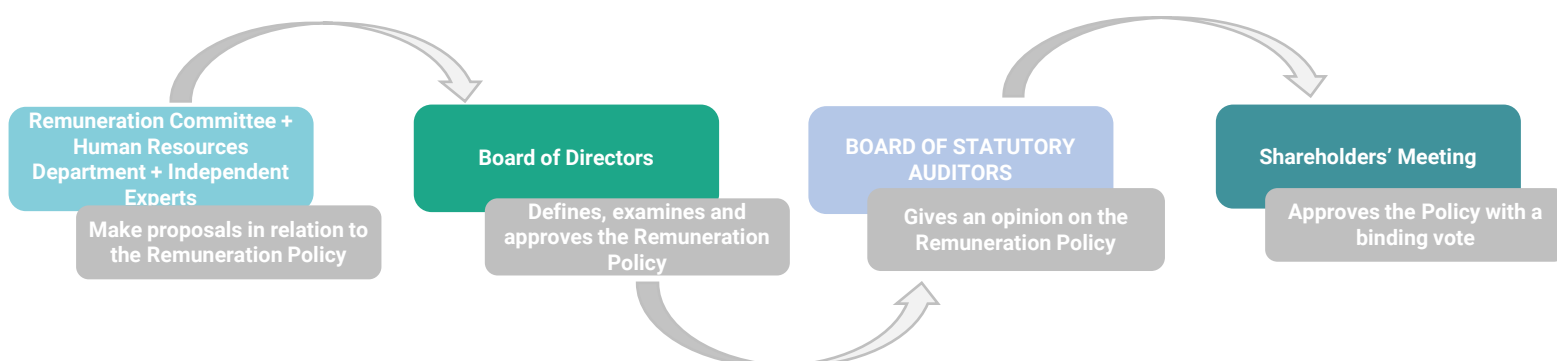 Remuneration Committee +
Human Resources
Department + Independent
Experts
Make proposals in relation to
the Remuneration Policy
Board of Directors
Defines, examines and
approves the Remuneration
Policy
BOARD OF STATUTORY
AUDITORS
Gives an opinion on the
Remuneration Policy
Shareholders’ Meeting
Approves the Policy with a
binding vote